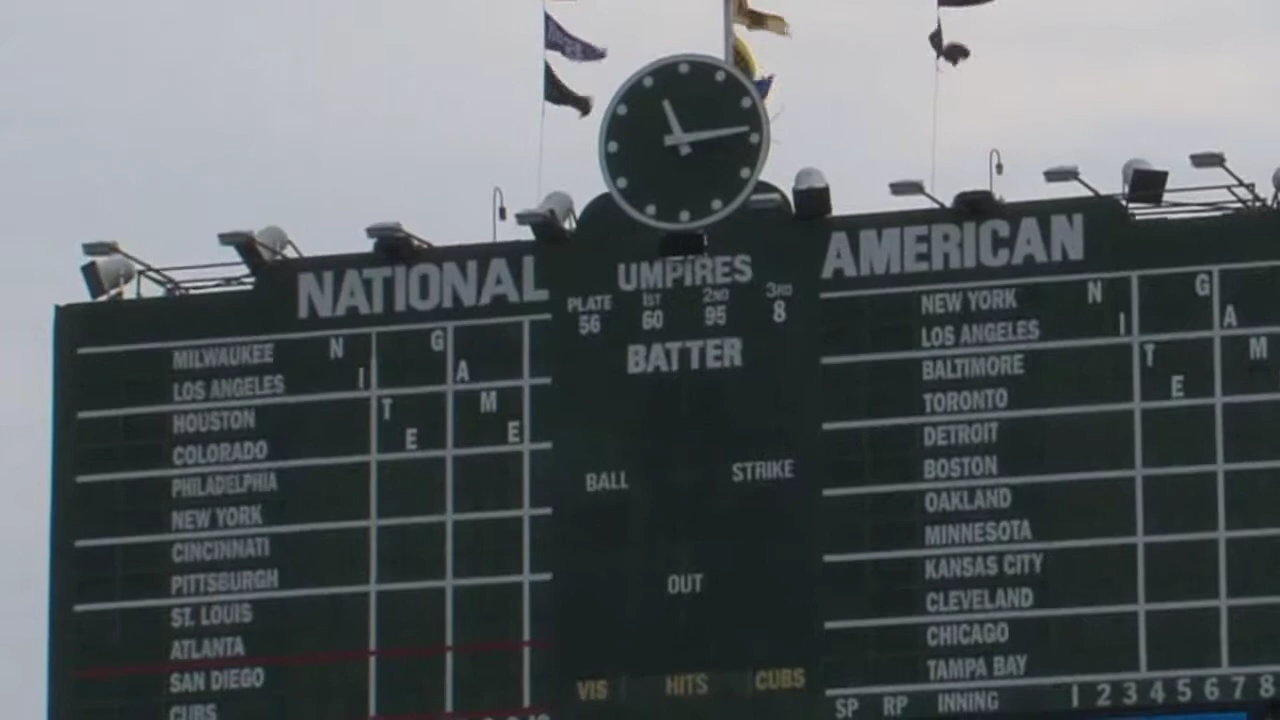 NATIONAL
MILWAUKEE N G
LOS ANGELES I A
HOUSTON T M
COLORADO E E
PHILADELPHIA
NEW YORK
CINCINNATI
PITTSBURGH
ST. LOUIS
ATLANTA
SAN DIEGO
CUBS
UMPIRES
PLATE 1ST 2ND 3RD
56 60 95 8
BATTER
BALL STRIKE
OUT
VIS HITS CUBS
AMERICAN
NEW YORK N G
LOS ANGELES I A
BALTIMORE T M
TORONTO E
DETROIT
BOSTON
OAKLAND
MINNESOTA
KANSAS CITY
CLEVELAND
CHICAGO
TAMPA BAY
SP RP INNING 1 2 3 4 5 6 7 8